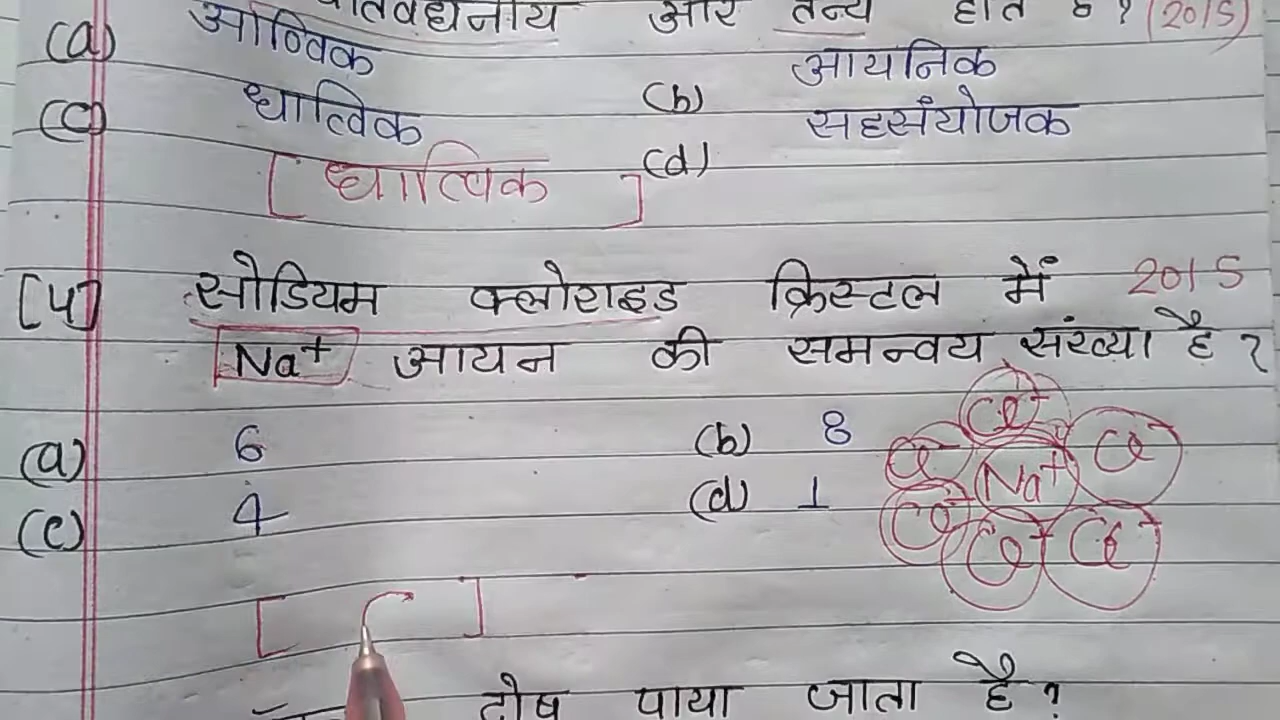 और तन्य होते है? (2015)
(a) आण्विक (b) आयनिक
(c) धात्विक (d) सहसंयोजक
[धात्विक]
[4] सोडियम क्लोराइड क्रिस्टल में 2015
Na⁺ आयन की समन्वय संख्या है?
(a) 6 (b) 8
(c) 4 (d) 1
Cl⁻
Cl⁻ Na⁺ Cl⁻
Cl⁻ Cl⁻ Cl⁻
दोष पाया जाता है?